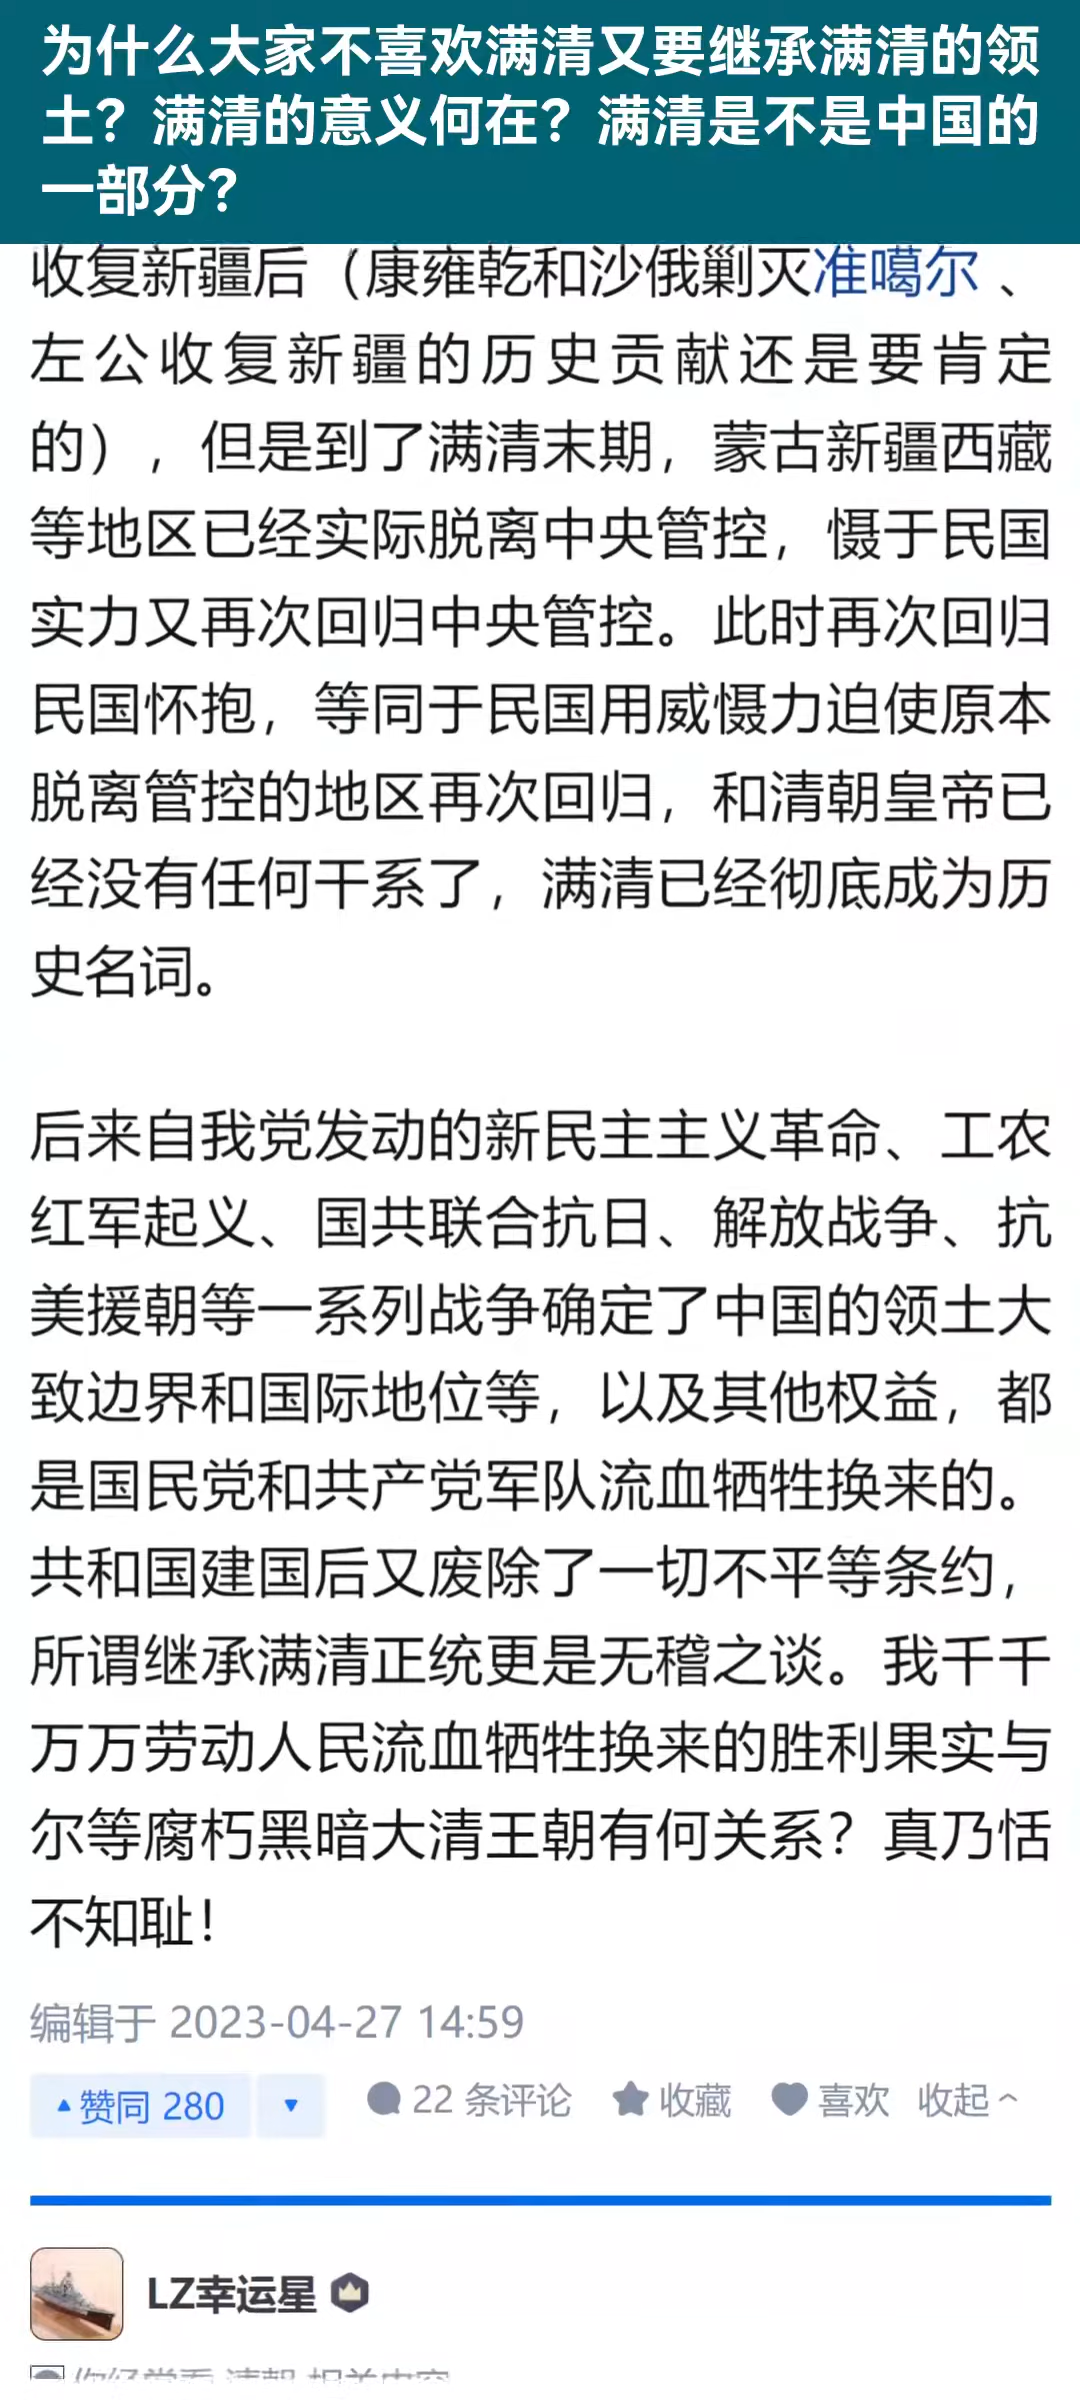 为什么大家不喜欢满清又要继承满清的领
土？满清的意义何在？满清是不是中国的
一部分？
收复新疆后（康雍乾和沙俄剿灭准噶尔、
左公收复新疆的历史贡献还是要肯定
的），但是到了满清末期，蒙古新疆西藏
等地区已经实际脱离中央管控，慑于民国
实力又再次回归中央管控。此时再次回归
民国怀抱，等同于民国用威慑力迫使原本
脱离管控的地区再次回归，和清朝皇帝已
经没有任何干系了，满清已经彻底成为历
史名词。
后来自我党发动的新民主主义革命、工农
红军起义、国共联合抗日、解放战争、抗
美援朝等一系列战争确定了中国的领土大
致边界和国际地位等，以及其他权益，都
是国民党和共产党军队流血牺牲换来的。
共和国建国后又废除了一切不平等条约，
所谓继承满清正统更是无稽之谈。我千千
万万劳动人民流血牺牲换来的胜利果实与
尔等腐朽黑暗大清王朝有何关系？真乃恬
不知耻！
编辑于 2023-04-27 14:59
赞同 280 22 条评论 收藏 喜欢 收起
LZ幸运星